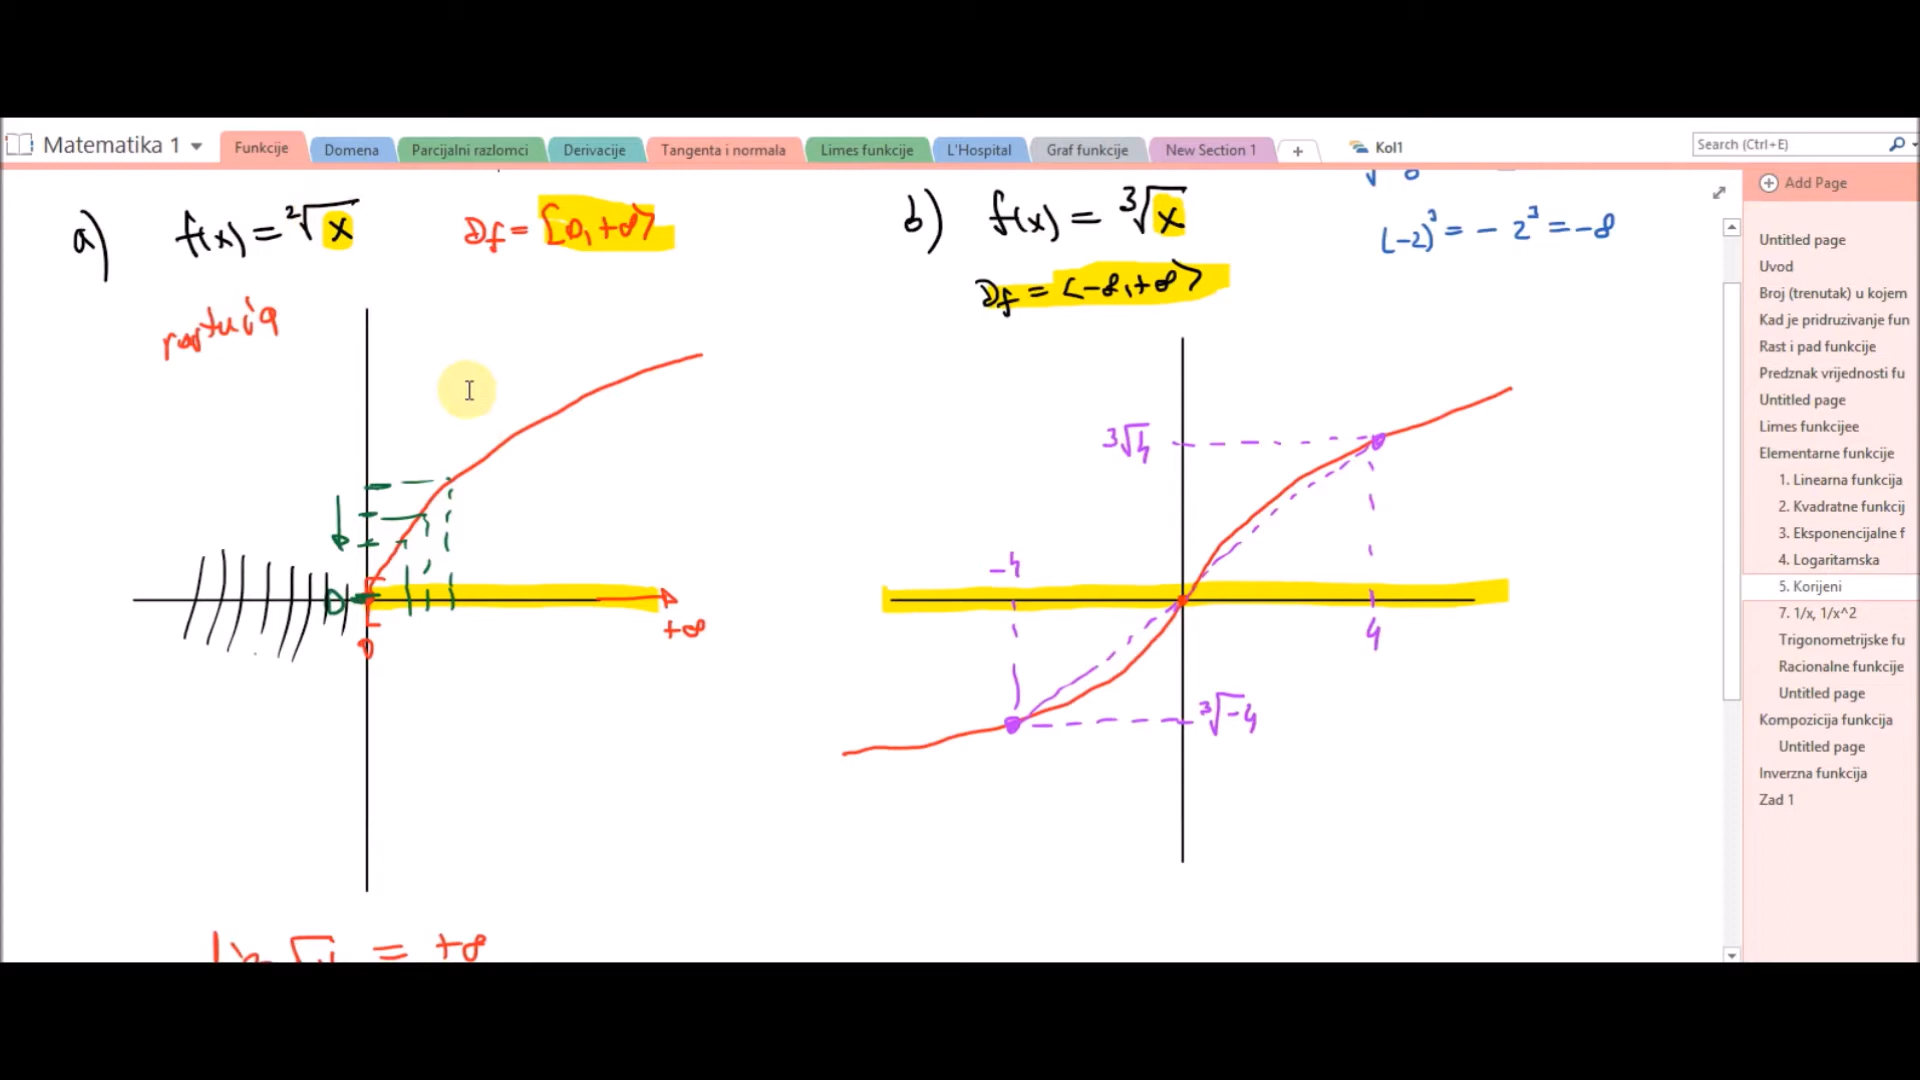 Matematika 1
Funkcije
Domena
Parcijalni razlomci
Derivacije
Tangenta i normala
Limes funkcije
L'Hospital
Graf funkcije
New Section 1
Kol1
Search (Ctrl+E)
a) f(x) = ²√x Df = [0, +∞⟩
b) f(x) = ³√x
(-2)³ = - 2³ = -8
Df = ⟨-∞, +∞⟩
rastuća
³√4
-4
0
+∞
4
³√-4
= +∞
Add Page
Untitled page
Uvod
Broj (trenutak) u kojem
Kad je pridruzivanje fun
Rast i pad funkcije
Predznak vrijednosti fu
Untitled page
Limes funkcijee
Elementarne funkcije
1. Linearna funkcija
2. Kvadratne funkcij
3. Eksponencijalne f
4. Logaritamska
5. Korijeni
7. 1/x, 1/x^2
Trigonometrijske fu
Racionalne funkcije
Untitled page
Kompozicija funkcija
Untitled page
Inverzna funkcija
Zad 1